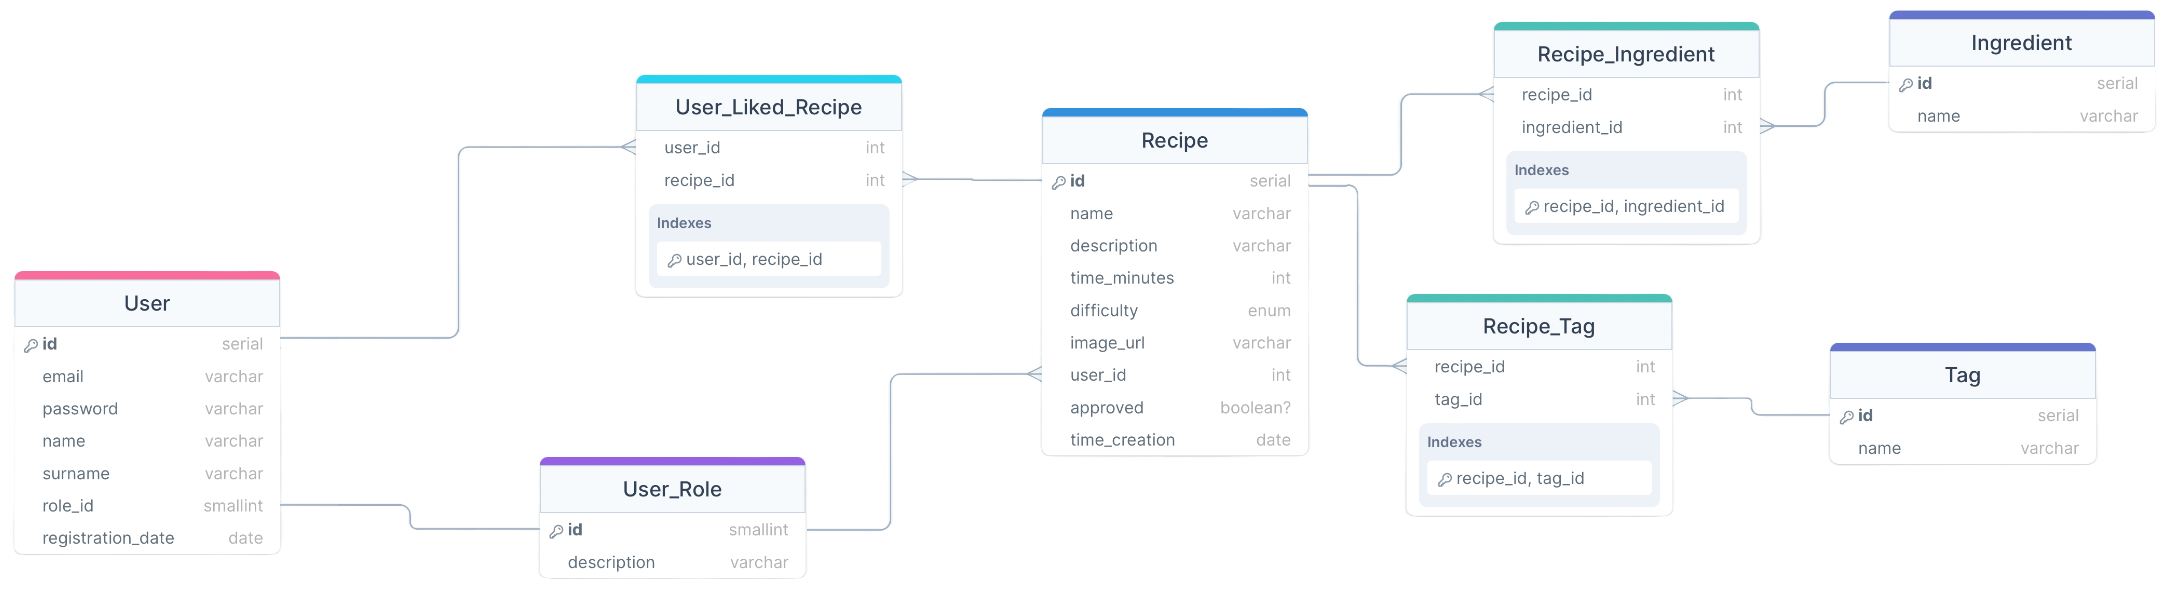 User
id serial
email varchar
password varchar
name varchar
surname varchar
role_id smallint
registration_date date
User_Liked_Recipe
user_id int
recipe_id int
Indexes
user_id, recipe_id
User_Role
id smallint
description varchar
Recipe
id serial
name varchar
description varchar
time_minutes int
difficulty enum
image_url varchar
user_id int
approved boolean?
time_creation date
Recipe_Ingredient
recipe_id int
ingredient_id int
Indexes
recipe_id, ingredient_id
Recipe_Tag
recipe_id int
tag_id int
Indexes
recipe_id, tag_id
Ingredient
id serial
name varchar
Tag
id serial
name varchar